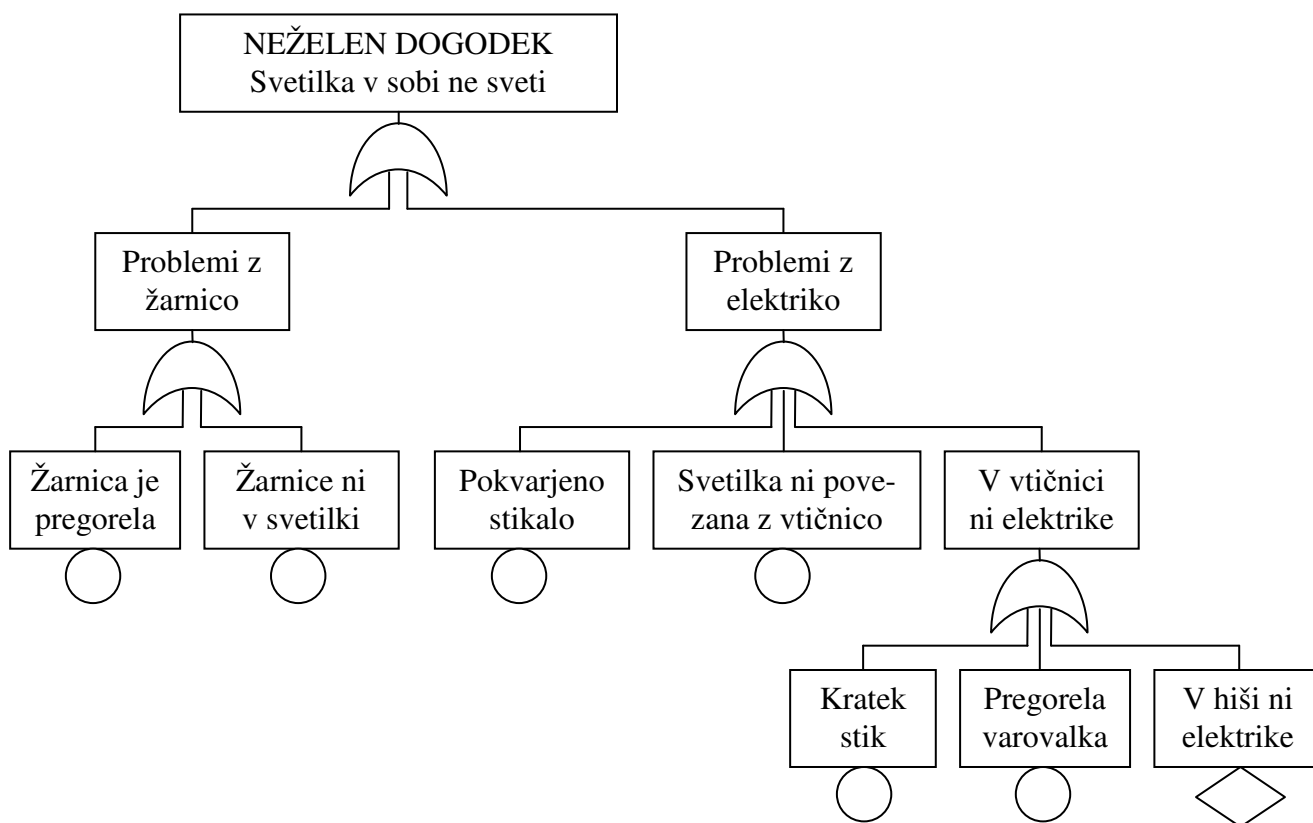 NEŽELEN DOGODEK
Svetilka v sobi ne sveti
Problemi z
žarnico
Problemi z
elektriko
Žarnica je
pregorela
Žarnice ni
v svetilki
Pokvarjeno
stikalo
Svetilka ni pove-
zana z vtičnico
V vtičnici
ni elektrike
Kratek
stik
Pregorela
varovalka
V hiši ni
elektrike